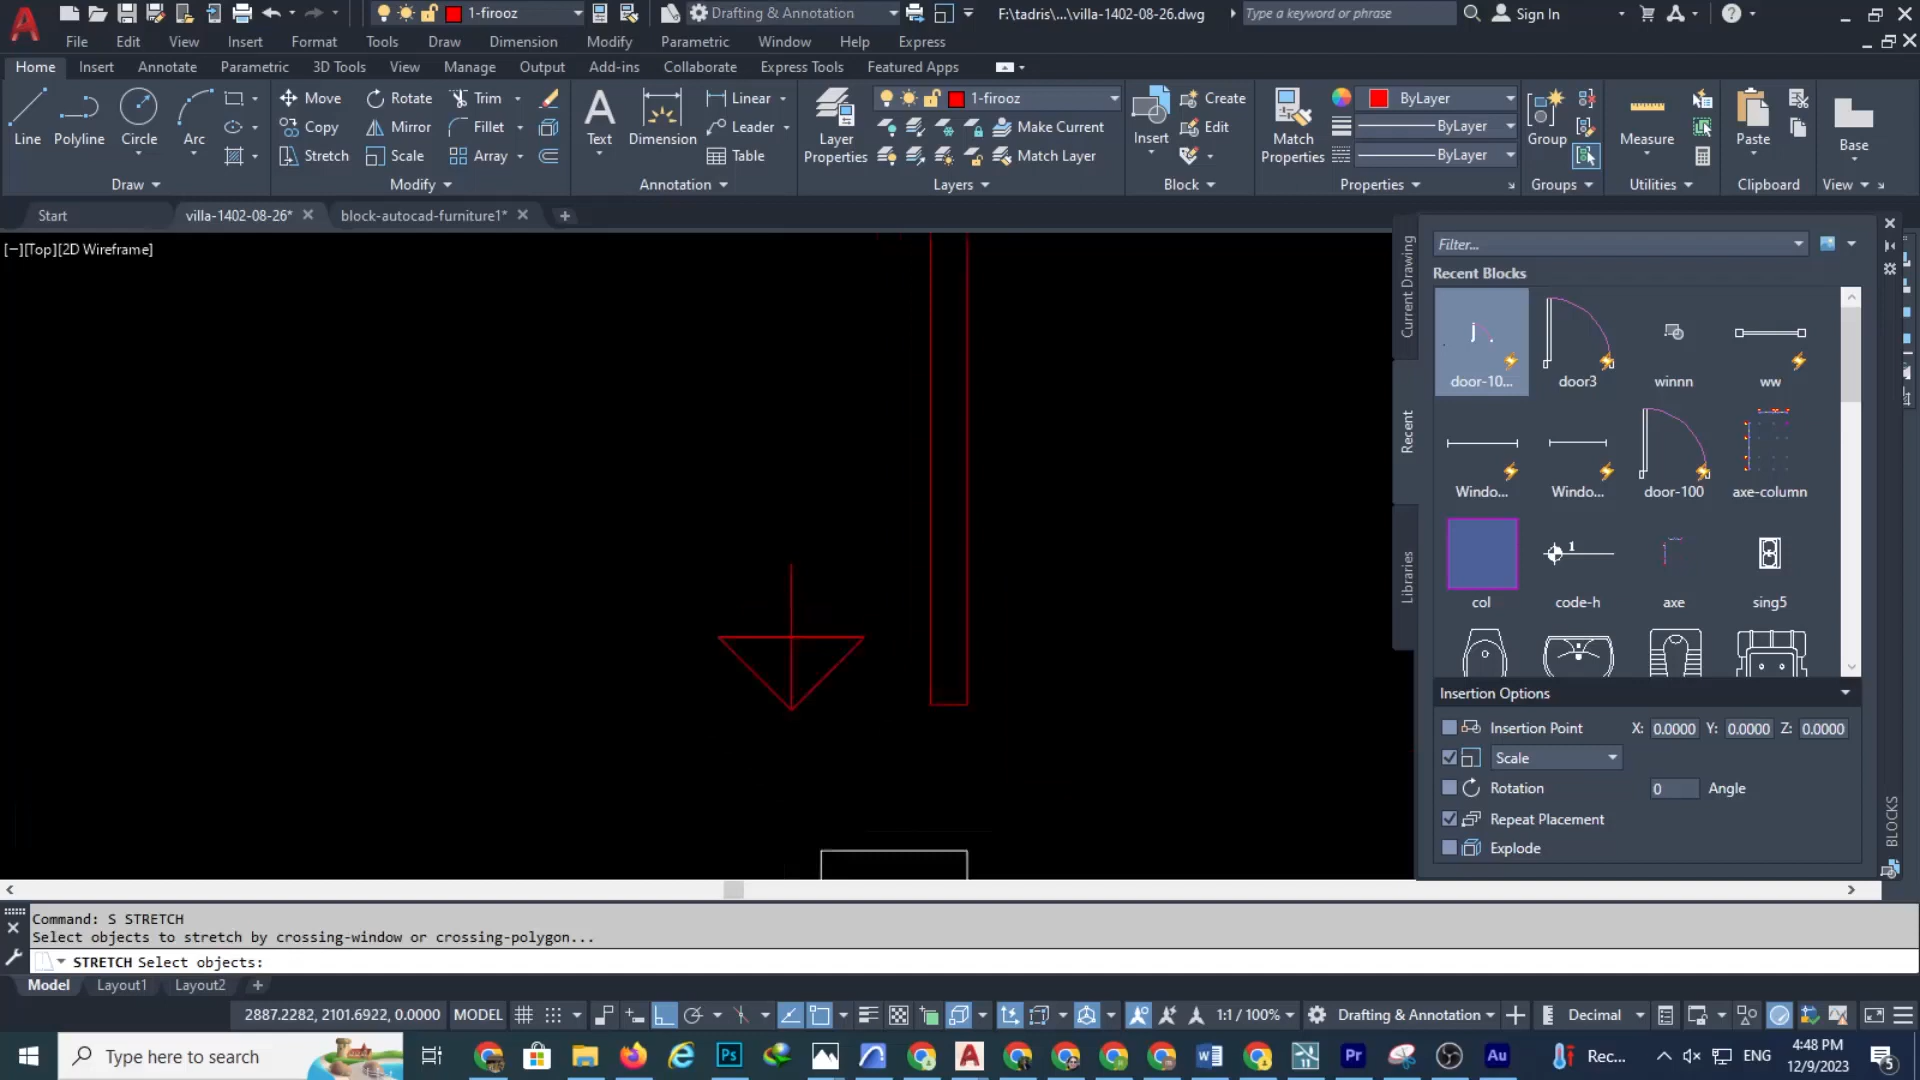 1-firooz
Drafting & Annotation
F:\tadris\...\villa-1402-08-26.dwg
Type a keyword or phrase
Sign In
File Edit View Insert Format Tools Draw Dimension Modify Parametric Window Help Express
Home Insert Annotate Parametric 3D Tools View Manage Output Add-ins Collaborate Express Tools Featured Apps
Line
Polyline
Circle
Arc
Draw
Move Rotate Trim
Copy Mirror Fillet
Stretch Scale Array
Modify
Text
Dimension
Linear
Leader
Table
Annotation
Layer
Properties
1-firooz
Make Current
Match Layer
Layers
Insert
Create
Edit
Block
Match
Properties
ByLayer
ByLayer
ByLayer
Properties
Group
Groups
Measure
Utilities
Paste
Clipboard
Base
View
Start
villa-1402-08-26*
block-autocad-furniture1*
[−][Top][2D Wireframe]
Current Drawing
Recent
Libraries
Filter...
Recent Blocks
door-10... door3 winnn ww
Windo... Windo... door-100 axe-column
1
col code-h axe sing5
Insertion Options
Insertion Point X: 0.0000 Y: 0.0000 Z: 0.0000
Scale
Rotation 0 Angle
Repeat Placement
Explode
BLOCKS
Command: S STRETCH
Select objects to stretch by crossing-window or crossing-polygon...
STRETCH Select objects:
Model Layout1 Layout2
2887.2282, 2101.6922, 0.0000 MODEL
1:1 / 100% Drafting & Annotation Decimal
Type here to search
Ps
W
Pr
Au
Rec...
ENG
4:48 PM
12/9/2023
5